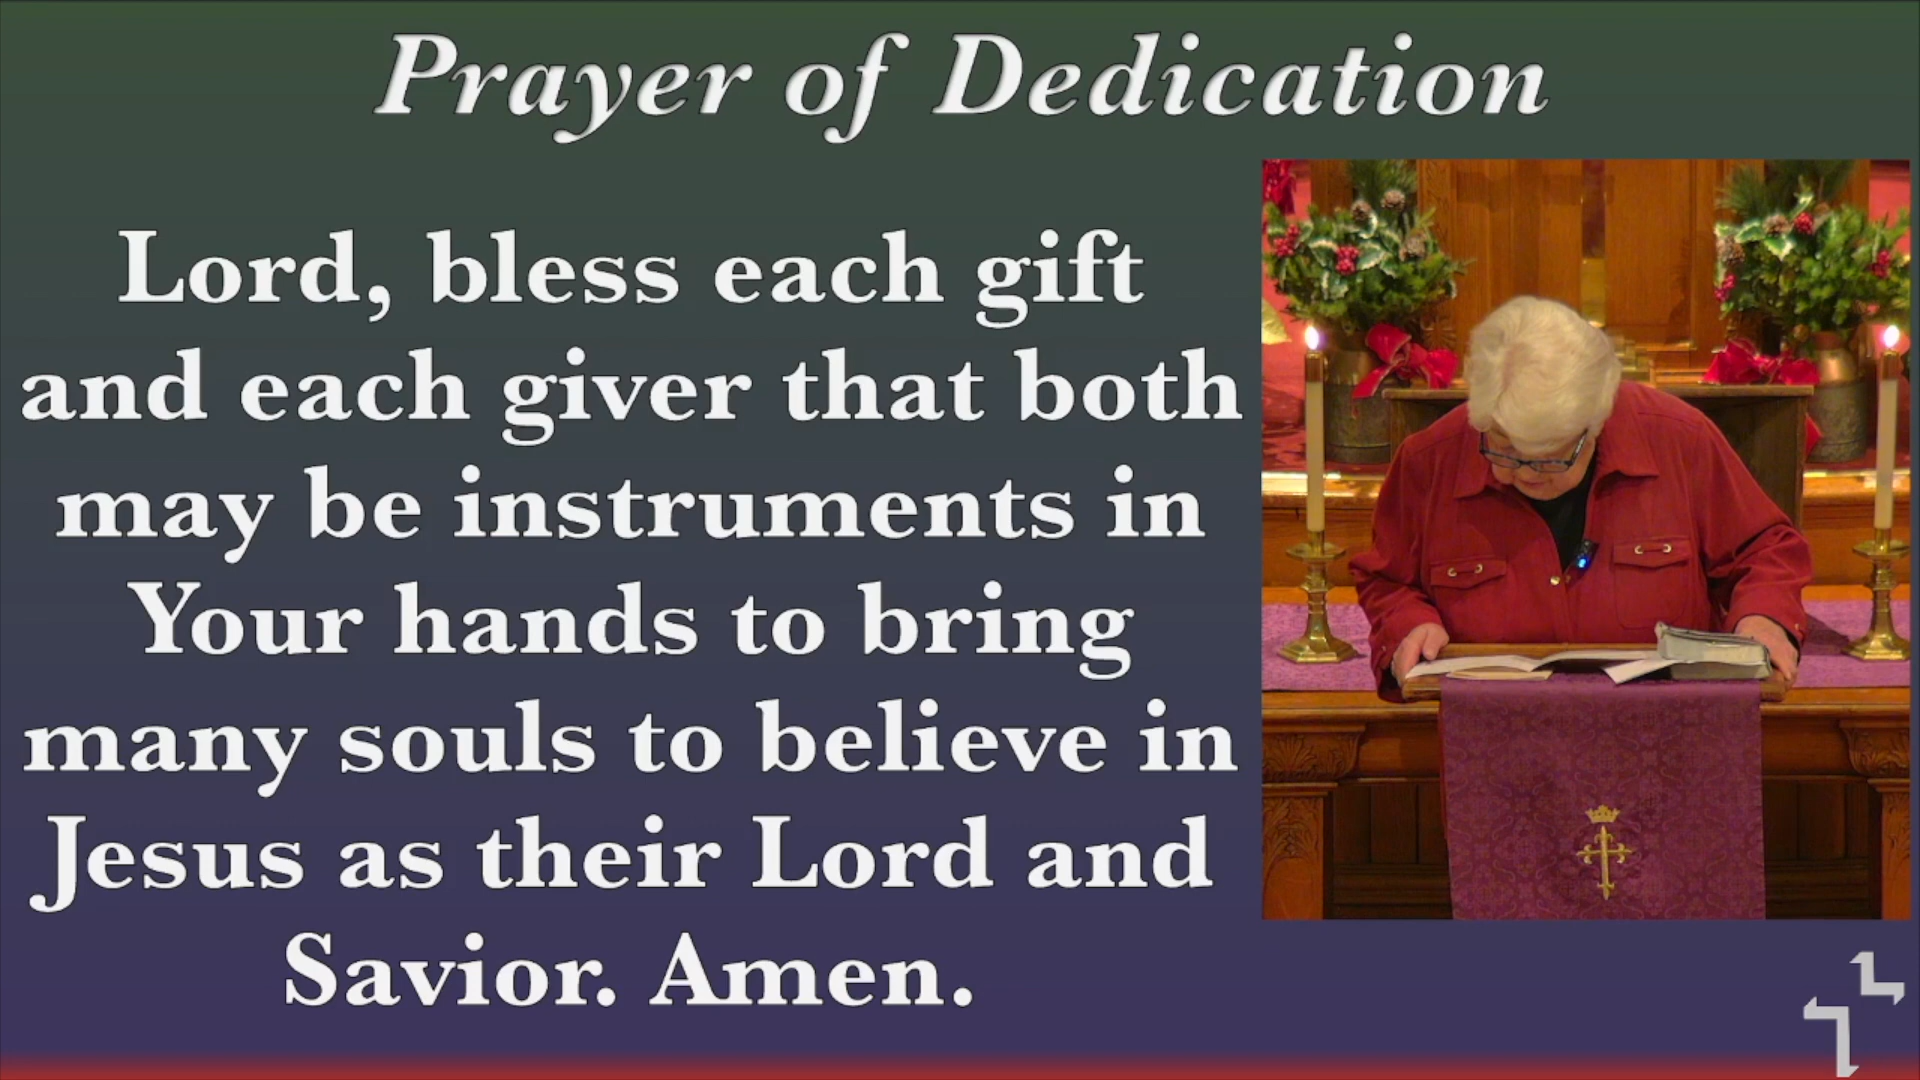 Prayer of Dedication
Lord, bless each gift
and each giver that both
may be instruments in
Your hands to bring
many souls to believe in
Jesus as their Lord and
Savior. Amen.